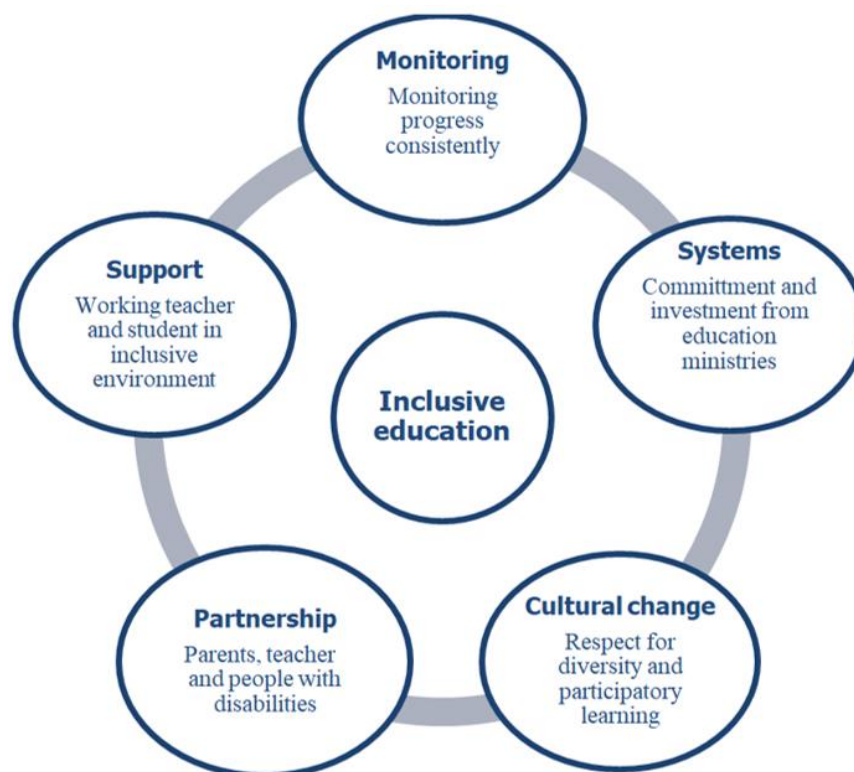 Monitoring
Monitoring
progress
consistently
Systems
Committment and
investment from
education
ministries
Support
Working teacher
and student in
inclusive
environment
Inclusive
education
Partnership
Parents, teacher
and people with
disabilities
Cultural change
Respect for
diversity and
participatory
learning